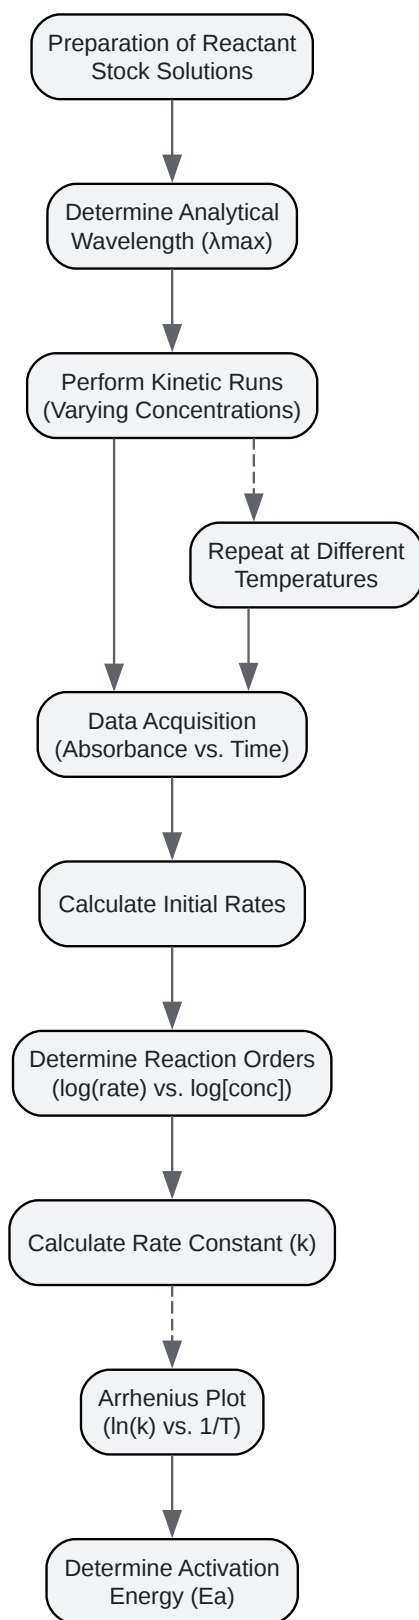 Preparation of Reactant
Stock Solutions
Determine Analytical
Wavelength (λmax)
Perform Kinetic Runs
(Varying Concentrations)
Repeat at Different
Temperatures
Data Acquisition
(Absorbance vs. Time)
Calculate Initial Rates
Determine Reaction Orders
(log(rate) vs. log[conc])
Calculate Rate Constant (k)
Arrhenius Plot
(ln(k) vs. 1/T)
Determine Activation
Energy (Ea)